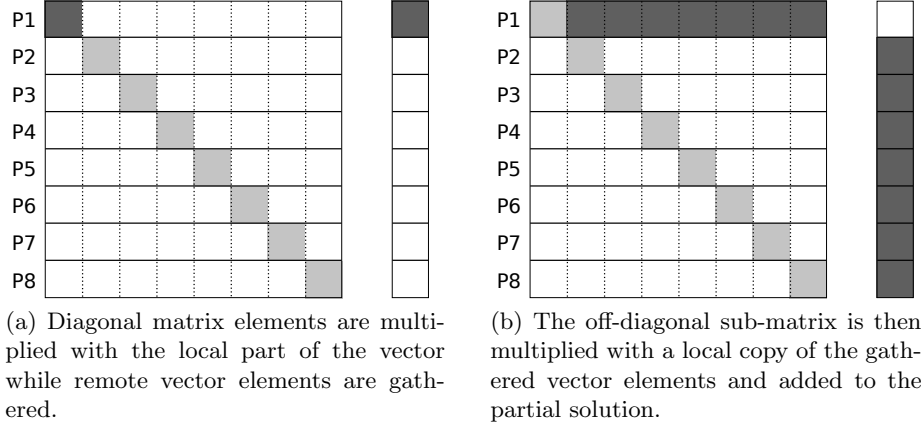 P1
P2
P3
P4
P5
P6
P7
P8
(a) Diagonal matrix elements are multi-
plied with the local part of the vector
while remote vector elements are gath-
ered.
P1
P2
P3
P4
P5
P6
P7
P8
(b) The off-diagonal sub-matrix is then
multiplied with a local copy of the gath-
ered vector elements and added to the
partial solution.